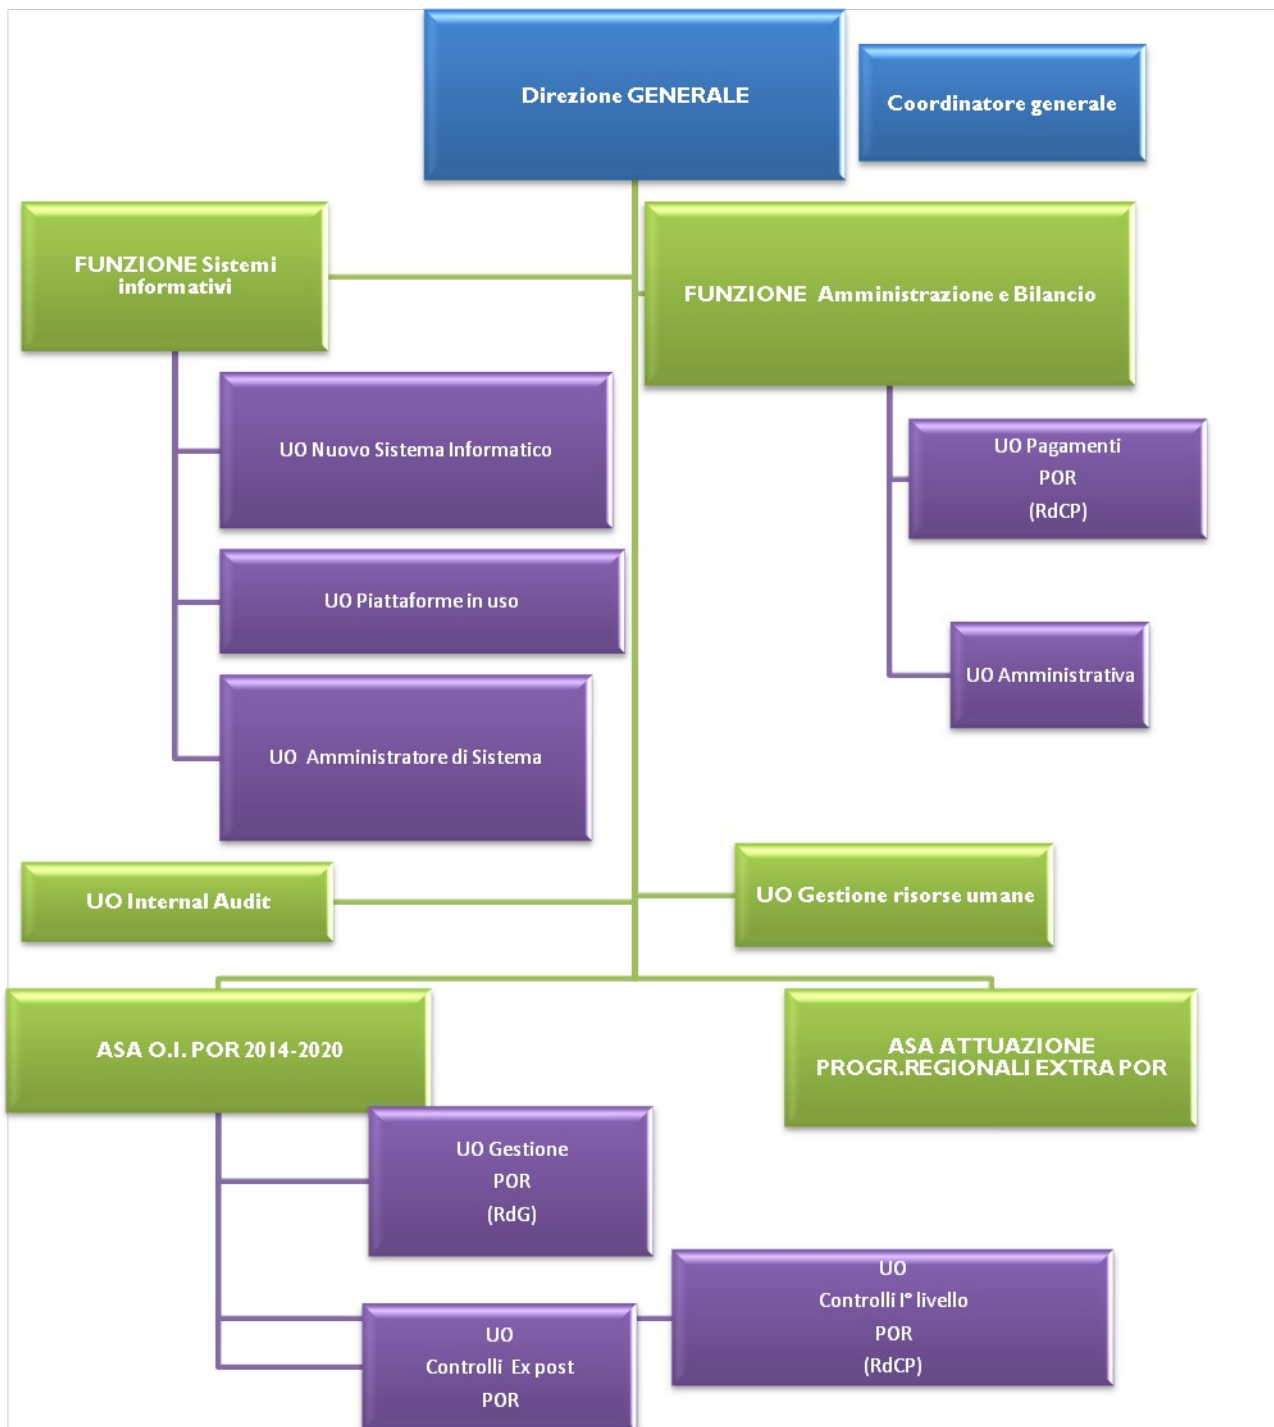 Direzione GENERALE
Coordinatore generale
FUNZIONE Sistemi
informativi
FUNZIONE Amministrazione e Bilancio
UO Nuovo Sistema Informatico
UO Pagamenti
POR
(RdCP)
UO Piattaforme in uso
UO Amministrativa
UO Amministratore di Sistema
UO Internal Audit
UO Gestione risorse umane
ASA O.I. POR 2014-2020
ASA ATTUAZIONE
PROGR.REGIONALI EXTRA POR
UO Gestione
POR
(RdG)
UO
Controlli I° livello
POR
(RdCP)
UO
Controlli Ex post
POR